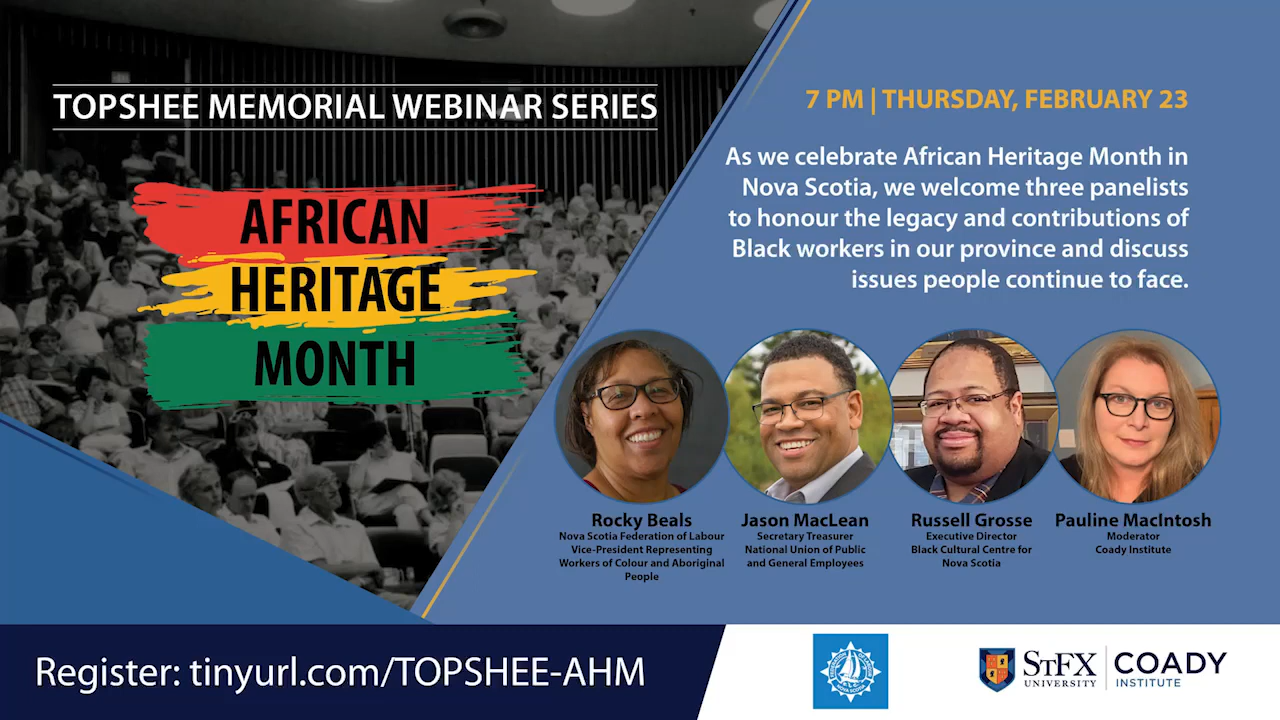 TOPSHEE MEMORIAL WEBINAR SERIES
AFRICAN
HERITAGE
MONTH
7 PM | THURSDAY, FEBRUARY 23
As we celebrate African Heritage Month in
Nova Scotia, we welcome three panelists
to honour the legacy and contributions of
Black workers in our province and discuss
issues people continue to face.
Rocky Beals
Nova Scotia Federation of Labour
Vice-President Representing
Workers of Colour and Aboriginal
People
Jason MacLean
Secretary Treasurer
National Union of Public
and General Employees
Russell Grosse
Executive Director
Black Cultural Centre for
Nova Scotia
Pauline MacIntosh
Moderator
Coady Institute
Register: tinyurl.com/TOPSHEE-AHM
NOVA SCOTIA
STFX
UNIVERSITY
COADY
INSTITUTE